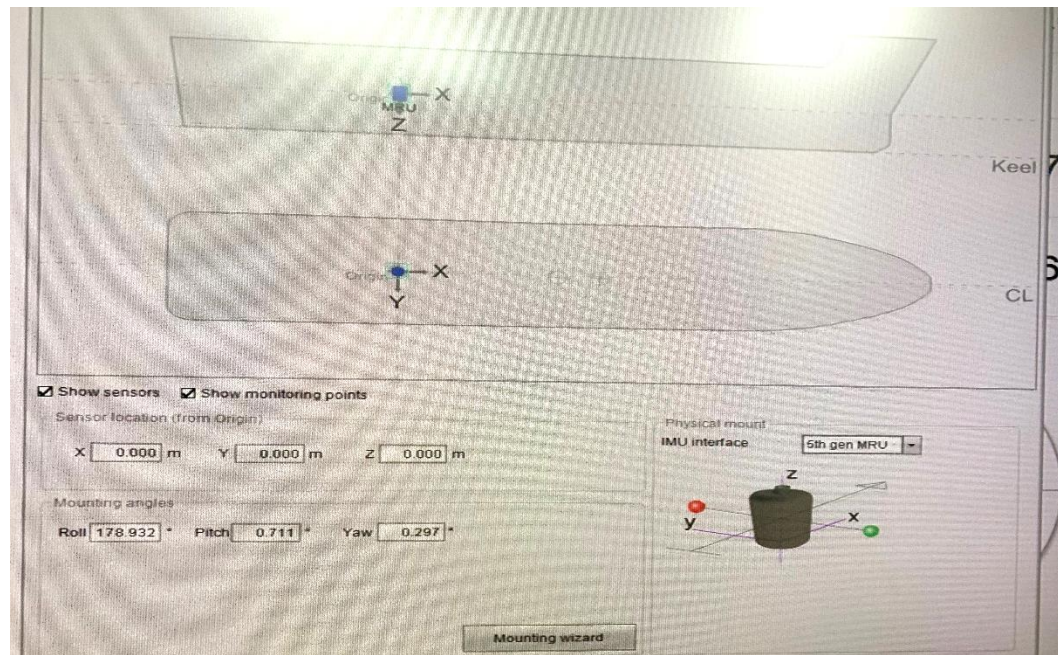 Origin
X
MRU
Z
Keel
7
Origin
X
Y
6
CL
Show sensors Show monitoring points
Sensor location (from Origin)
X 0.000 m Y 0.000 m Z 0.000 m
Mounting angles
Roll 178.932 ° Pitch 0.711 ° Yaw 0.297 °
Physical mount
IMU interface 5th gen MRU
Z
y
x
Mounting wizard